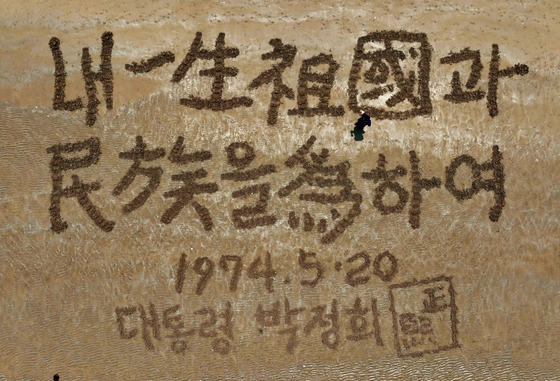 내 一生 祖國과
民族을 爲하여
1974.5.20
대통령 박정희